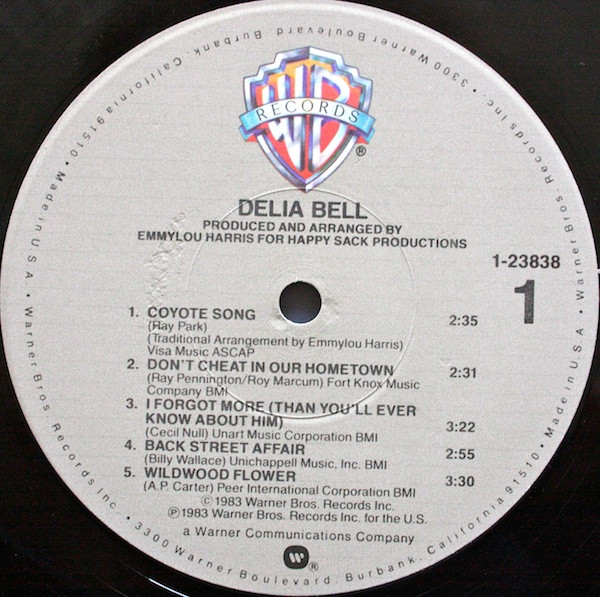 Warner Bros. Records Inc. • 3300 Warner Boulevard Burbank, California 91510 • Made in USA • Warner Bros. Records Inc. • 3300 Warner Boulevard, Burbank, California 91510 • Made in USA •
WB
RECORDS
®
DELIA BELL
PRODUCED AND ARRANGED BY
EMMYLOU HARRIS FOR HAPPY SACK PRODUCTIONS
1-23838
1
1. COYOTE SONG 2:35
(Ray Park)
(Traditional Arrangement by Emmylou Harris)
Visa Music ASCAP
2. DON'T CHEAT IN OUR HOMETOWN 2:31
(Ray Pennington/Roy Marcum) Fort Knox Music
Company BMI
3. I FORGOT MORE (THAN YOU'LL EVER
KNOW ABOUT HIM) 3:22
(Cecil Null) Unart Music Corporation BMI
4. BACK STREET AFFAIR 2:55
(Billy Wallace) Unichappell Music, Inc. BMI
5. WILDWOOD FLOWER 3:30
(A.P. Carter) Peer International Corporation BMI
©1983 Warner Bros. Records Inc.
℗1983 Warner Bros. Records Inc. for the U.S.
a Warner Communications Company
®